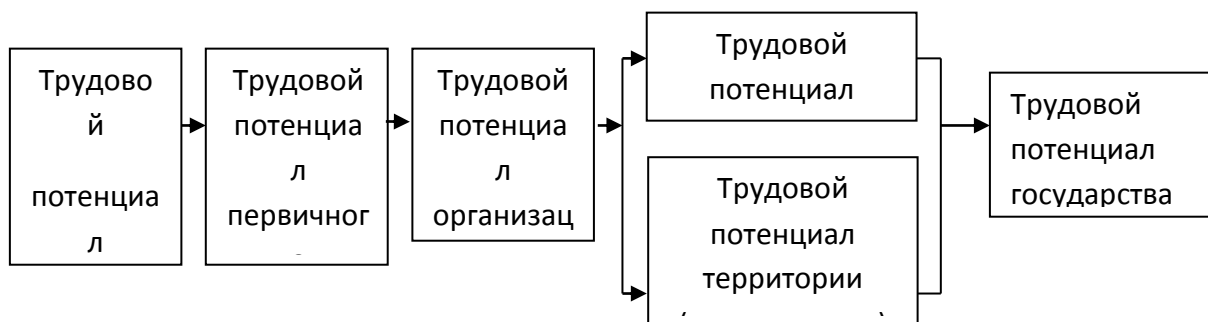 Трудово
й
потенциа
л
Трудовой
потенциа
л
первичног
Трудовой
потенциа
л
организац
Трудовой
потенциал
Трудовой
потенциал
территории
Трудовой
потенциал
государства